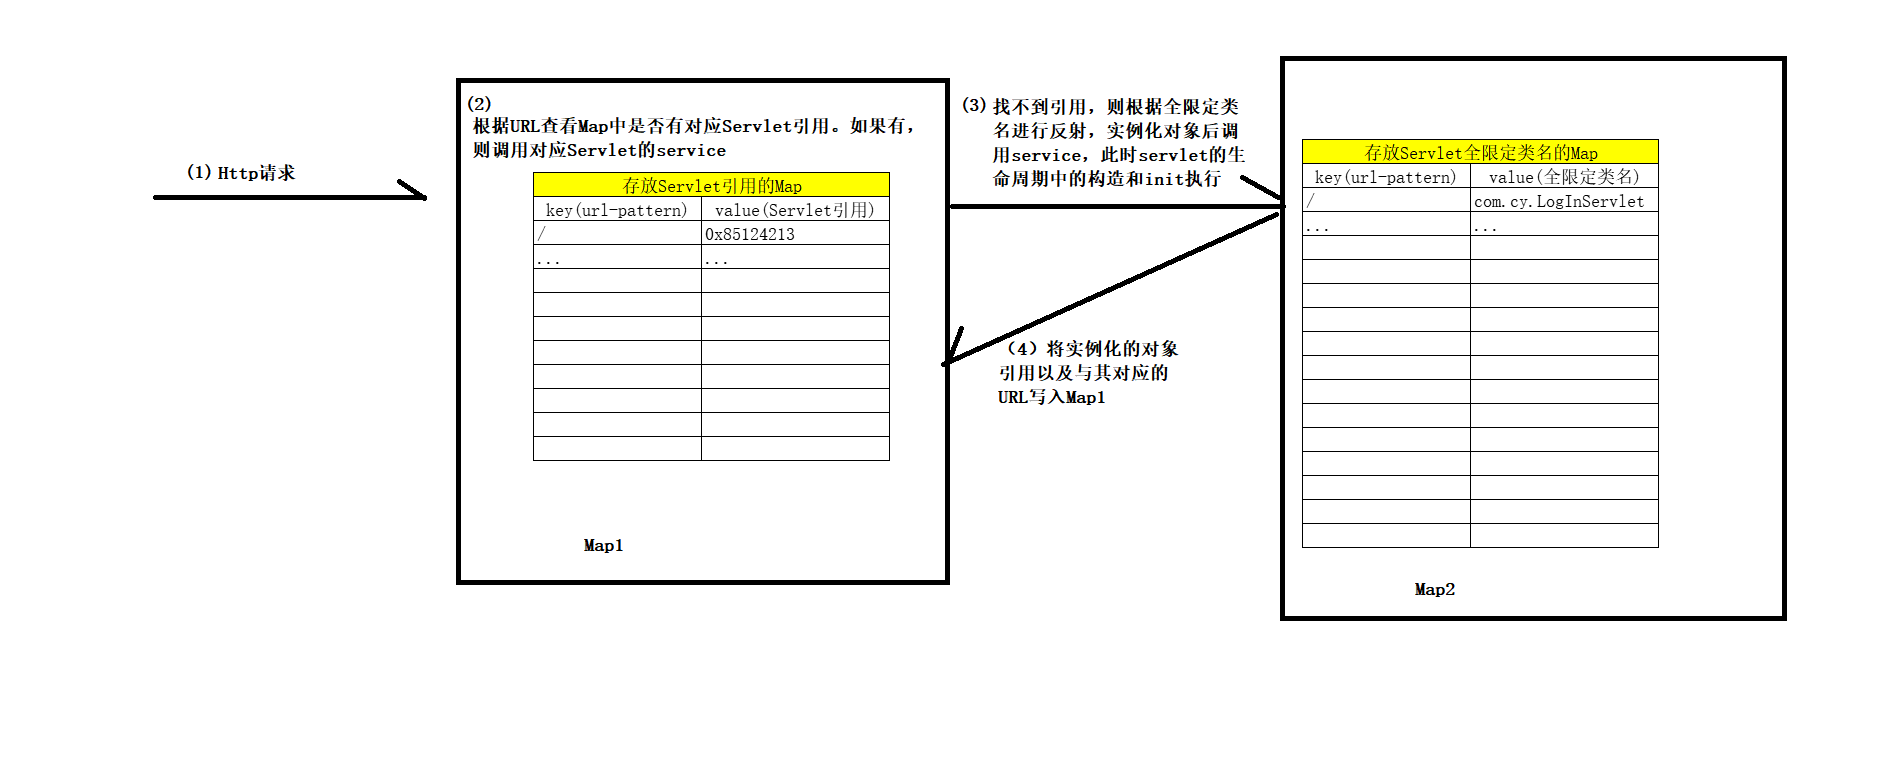 (1) Http请求
(2)
根据URL查看Map中是否有对应Servlet引用。如果有，
则调用对应Servlet的service
存放Servlet引用的Map
key(url-pattern) value(Servlet引用)
/ 0x85124213
... ...
Map1
(3) 找不到引用，则根据全限定类
名进行反射，实例化对象后调
用service，此时servlet的生
命周期中的构造和init执行
（4）将实例化的对象
引用以及与其对应的
URL写入Map1
存放Servlet全限定类名的Map
key(url-pattern) value(全限定类名)
/ com.cy.LogInServlet
... ...
Map2